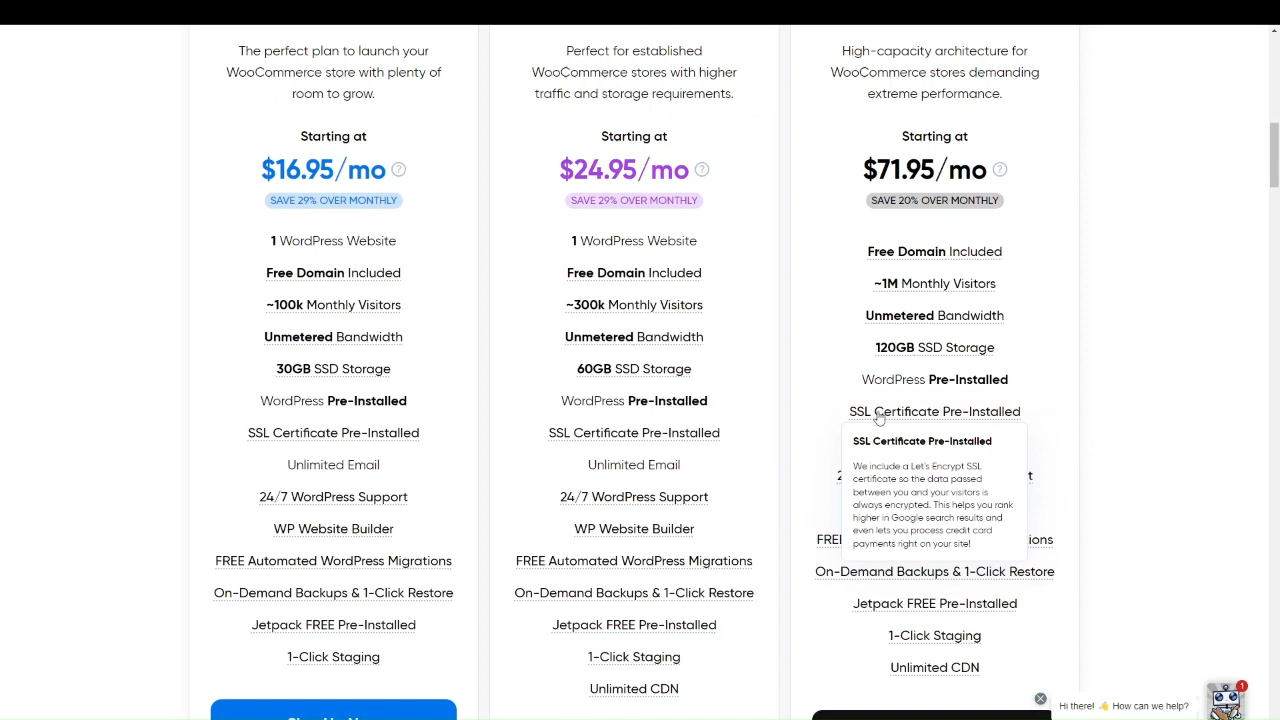 The perfect plan to launch your
WooCommerce store with plenty of
room to grow.
Starting at
$16.95/mo ?
SAVE 29% OVER MONTHLY
1 WordPress Website
Free Domain Included
~100k Monthly Visitors
Unmetered Bandwidth
30GB SSD Storage
WordPress Pre-Installed
SSL Certificate Pre-Installed
Unlimited Email
24/7 WordPress Support
WP Website Builder
FREE Automated WordPress Migrations
On-Demand Backups & 1-Click Restore
Jetpack FREE Pre-Installed
1-Click Staging
Perfect for established
WooCommerce stores with higher
traffic and storage requirements.
Starting at
$24.95/mo ?
SAVE 29% OVER MONTHLY
1 WordPress Website
Free Domain Included
~300k Monthly Visitors
Unmetered Bandwidth
60GB SSD Storage
WordPress Pre-Installed
SSL Certificate Pre-Installed
Unlimited Email
24/7 WordPress Support
WP Website Builder
FREE Automated WordPress Migrations
On-Demand Backups & 1-Click Restore
Jetpack FREE Pre-Installed
1-Click Staging
Unlimited CDN
High-capacity architecture for
WooCommerce stores demanding
extreme performance.
Starting at
$71.95/mo ?
SAVE 20% OVER MONTHLY
Free Domain Included
~1M Monthly Visitors
Unmetered Bandwidth
120GB SSD Storage
WordPress Pre-Installed
SSL Certificate Pre-Installed
SSL Certificate Pre-Installed
We include a Let's Encrypt SSL
certificate so the data passed
between you and your visitors is
always encrypted. This helps you rank
higher in Google search results and
even lets you process credit card
payments right on your site!
On-Demand Backups & 1-Click Restore
Jetpack FREE Pre-Installed
1-Click Staging
Unlimited CDN
1
Hi there! 👋 How can we help?